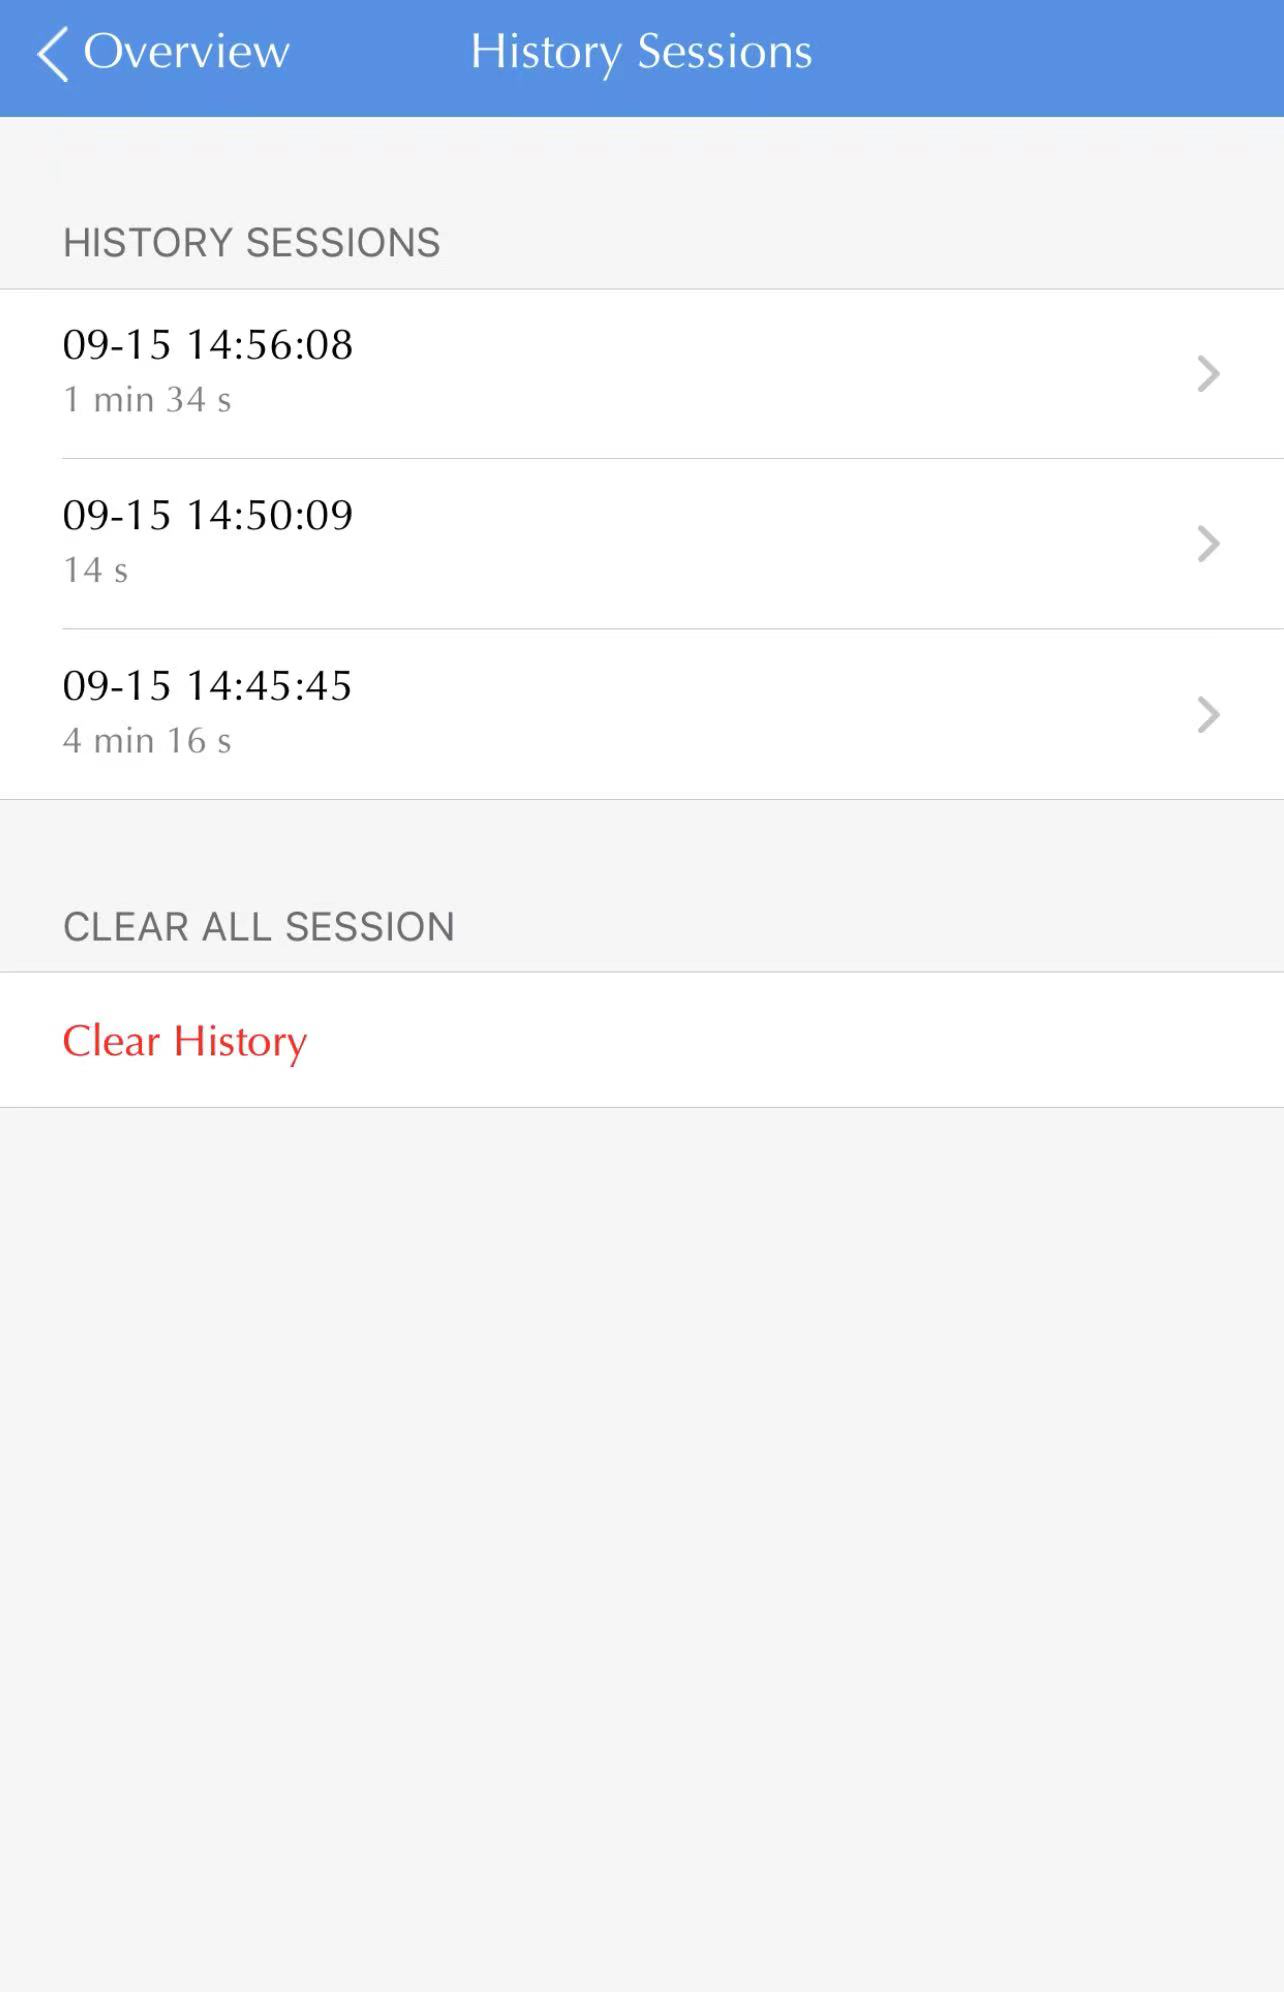 Overview
History Sessions
HISTORY SESSIONS
09-15 14:56:08
1 min 34 s
09-15 14:50:09
14 s
09-15 14:45:45
4 min 16 s
CLEAR ALL SESSION
Clear History